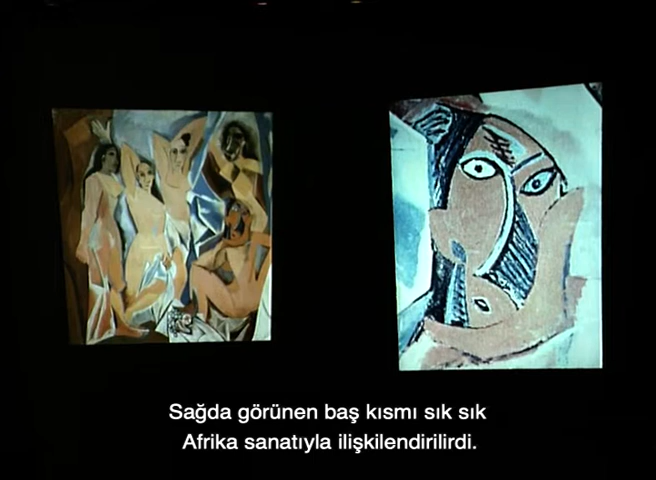 Sağda görünen baş kısmı sık sık
Afrika sanatıyla ilişkilendirilirdi.